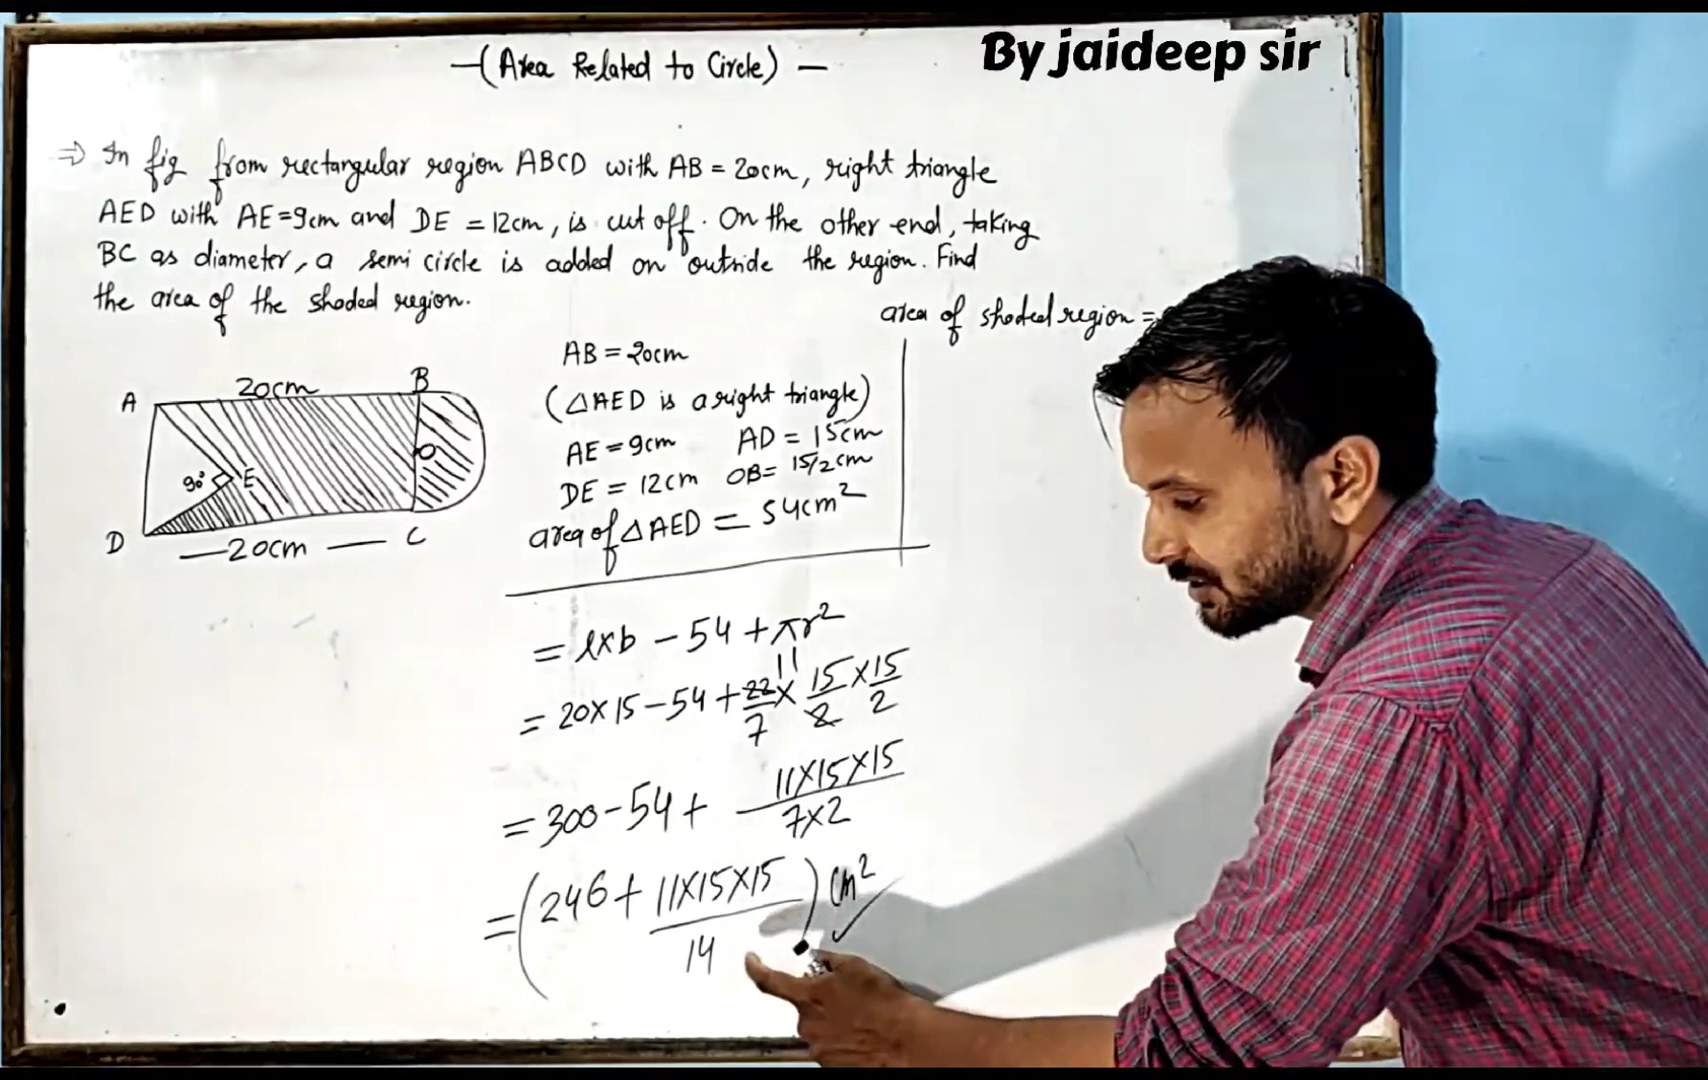 By jaideep sir
—(Area Related to Circle) —
⇒ In fig from rectangular region ABCD with AB = 20cm, right triangle
AED with AE=9cm and DE = 12cm, is cut off. On the other end, taking
BC as diameter, a semi circle is added on outside the region. Find
the area of the shaded region.
area of shaded region =
AB = 20cm
(△AED is a right triangle)
AE = 9cm AD = 15cm
DE = 12cm OB= 15/2 cm
area of △AED = 54cm²
A 20cm B
90° E O
D —20cm— C
= l×b - 54 + πr²
= 20×15 - 54 + 22/7 × 15/2 × 15/2
11
= 300 - 54 + 11×15×15/7×2
= (246 + 11×15×15/14) cm² ✓